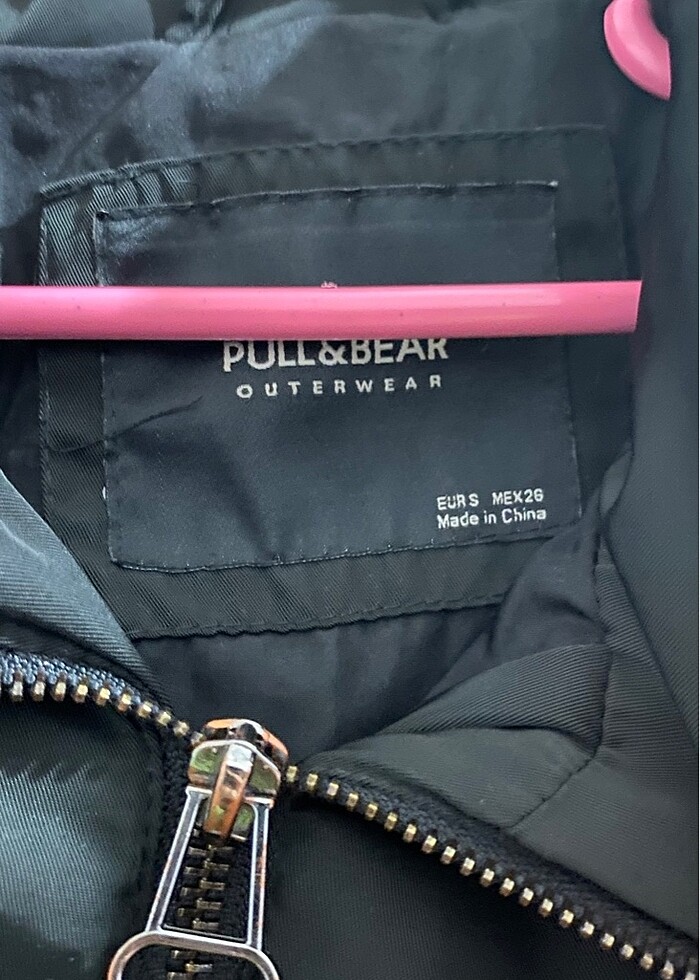 PULL&BEAR
OUTERWEAR
EUR S MEX 26
Made in China